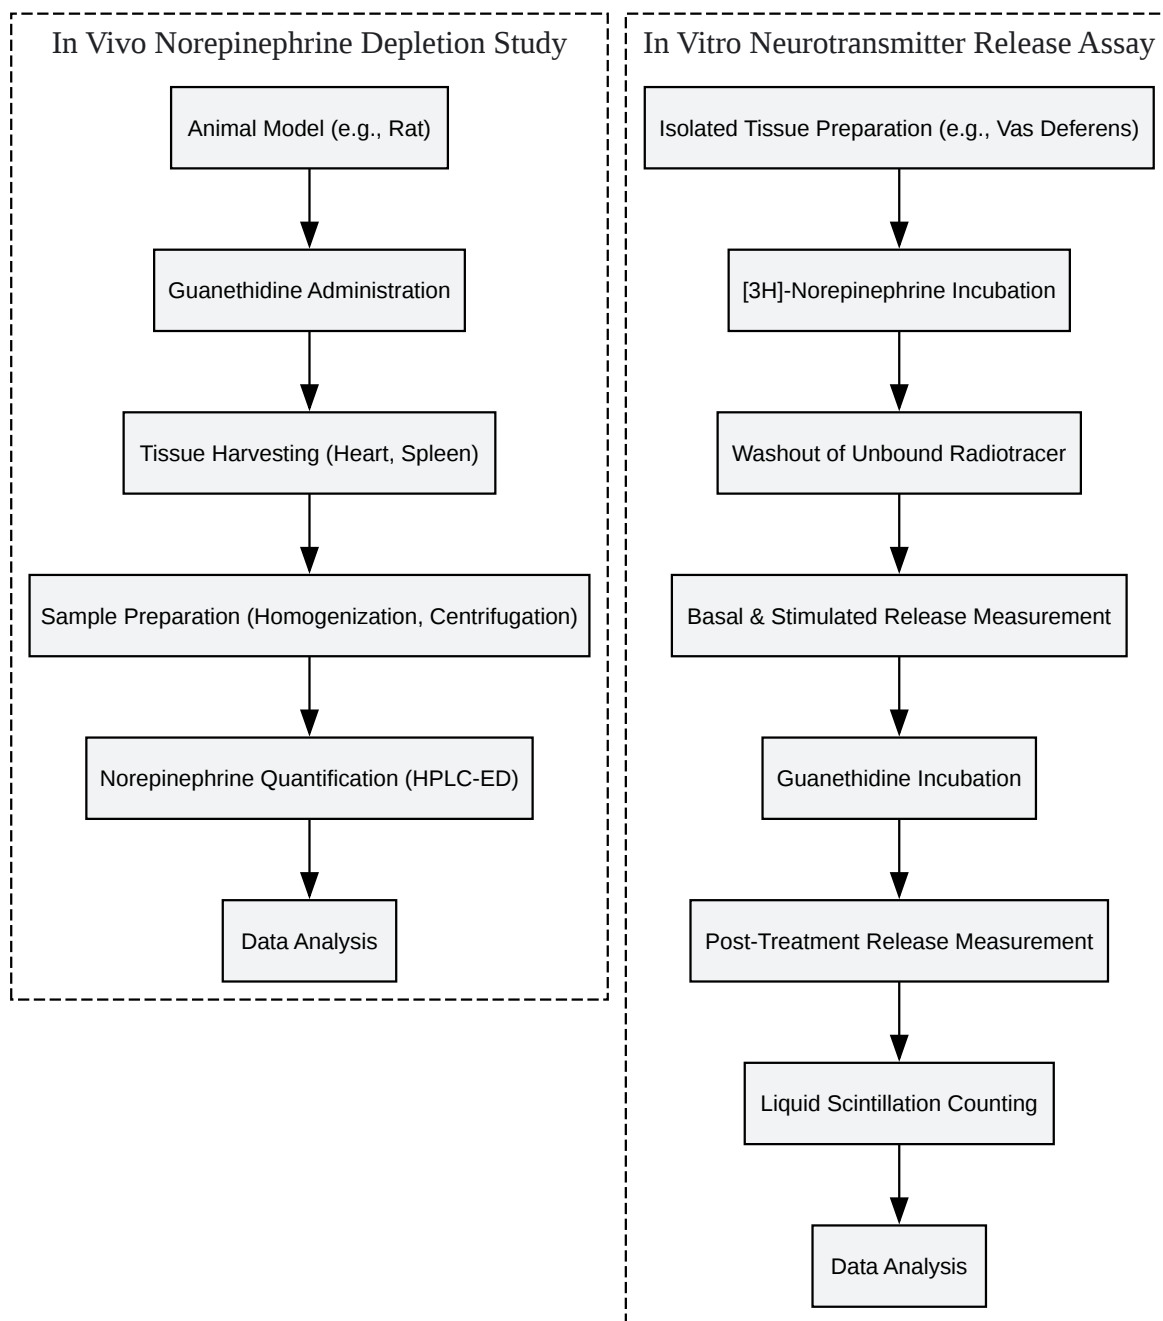 In Vivo Norepinephrine Depletion Study
Animal Model (e.g., Rat)
Guanethidine Administration
Tissue Harvesting (Heart, Spleen)
Sample Preparation (Homogenization, Centrifugation)
Norepinephrine Quantification (HPLC-ED)
Data Analysis
In Vitro Neurotransmitter Release Assay
Isolated Tissue Preparation (e.g., Vas Deferens)
[3H]-Norepinephrine Incubation
Washout of Unbound Radiotracer
Basal & Stimulated Release Measurement
Guanethidine Incubation
Post-Treatment Release Measurement
Liquid Scintillation Counting
Data Analysis